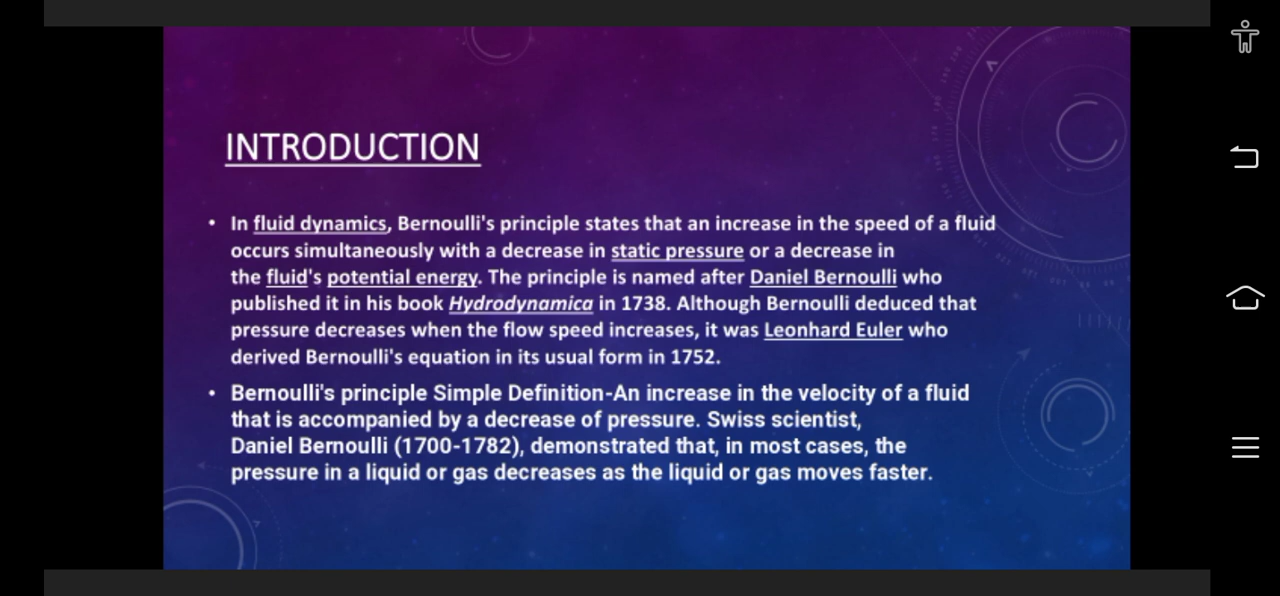 INTRODUCTION
• In fluid dynamics, Bernoulli's principle states that an increase in the speed of a fluid
occurs simultaneously with a decrease in static pressure or a decrease in
the fluid's potential energy. The principle is named after Daniel Bernoulli who
published it in his book Hydrodynamica in 1738. Although Bernoulli deduced that
pressure decreases when the flow speed increases, it was Leonhard Euler who
derived Bernoulli's equation in its usual form in 1752.
• Bernoulli's principle Simple Definition-An increase in the velocity of a fluid
that is accompanied by a decrease of pressure. Swiss scientist,
Daniel Bernoulli (1700-1782), demonstrated that, in most cases, the
pressure in a liquid or gas decreases as the liquid or gas moves faster.